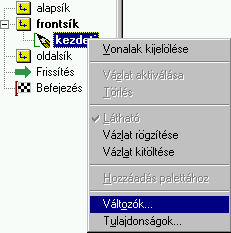 alapsík
frontsík
kezdeti
oldalsík
Frissítés
Befejezés
Vonalak kijelölése
Vázlat aktiválása
Törlés
Látható
Vázlat rögzítése
Vázlat kitöltése
Hozzáadás palettához
Változók...
Tulajdonságok...